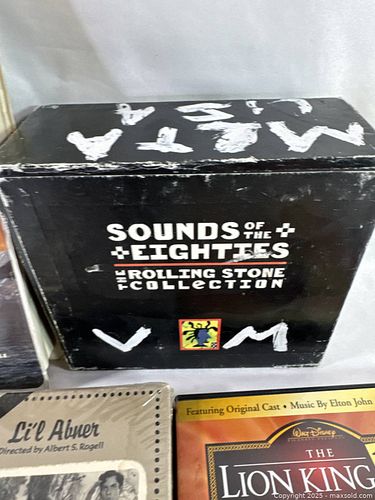 SOUNDS OF THE
EIGHTIES
THE ROLLING STONE
COLLECTION
V M
Li'l Abner
Directed by Albert S. Rogell
Featuring Original Cast • Music By Elton John
Walt Disney
THE
LION KING
Copyright 2025 - maxsold.com